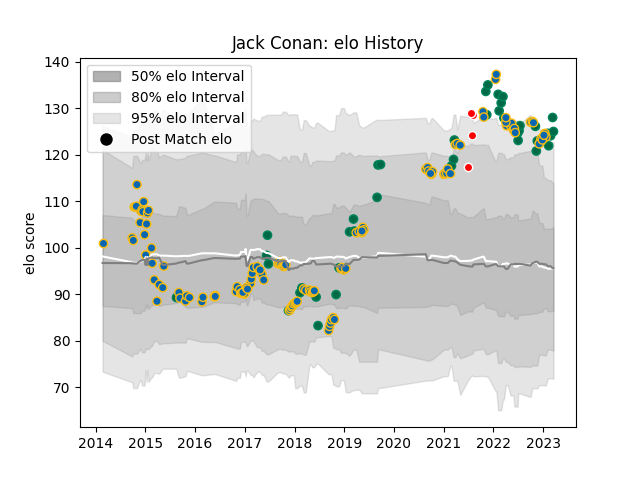 Jack Conan: elo History
50% elo Interval
80% elo Interval
95% elo Interval
Post Match elo
elo score
140
130
120
110
100
90
80
70
2014 2015 2016 2017 2018 2019 2020 2021 2022 2023